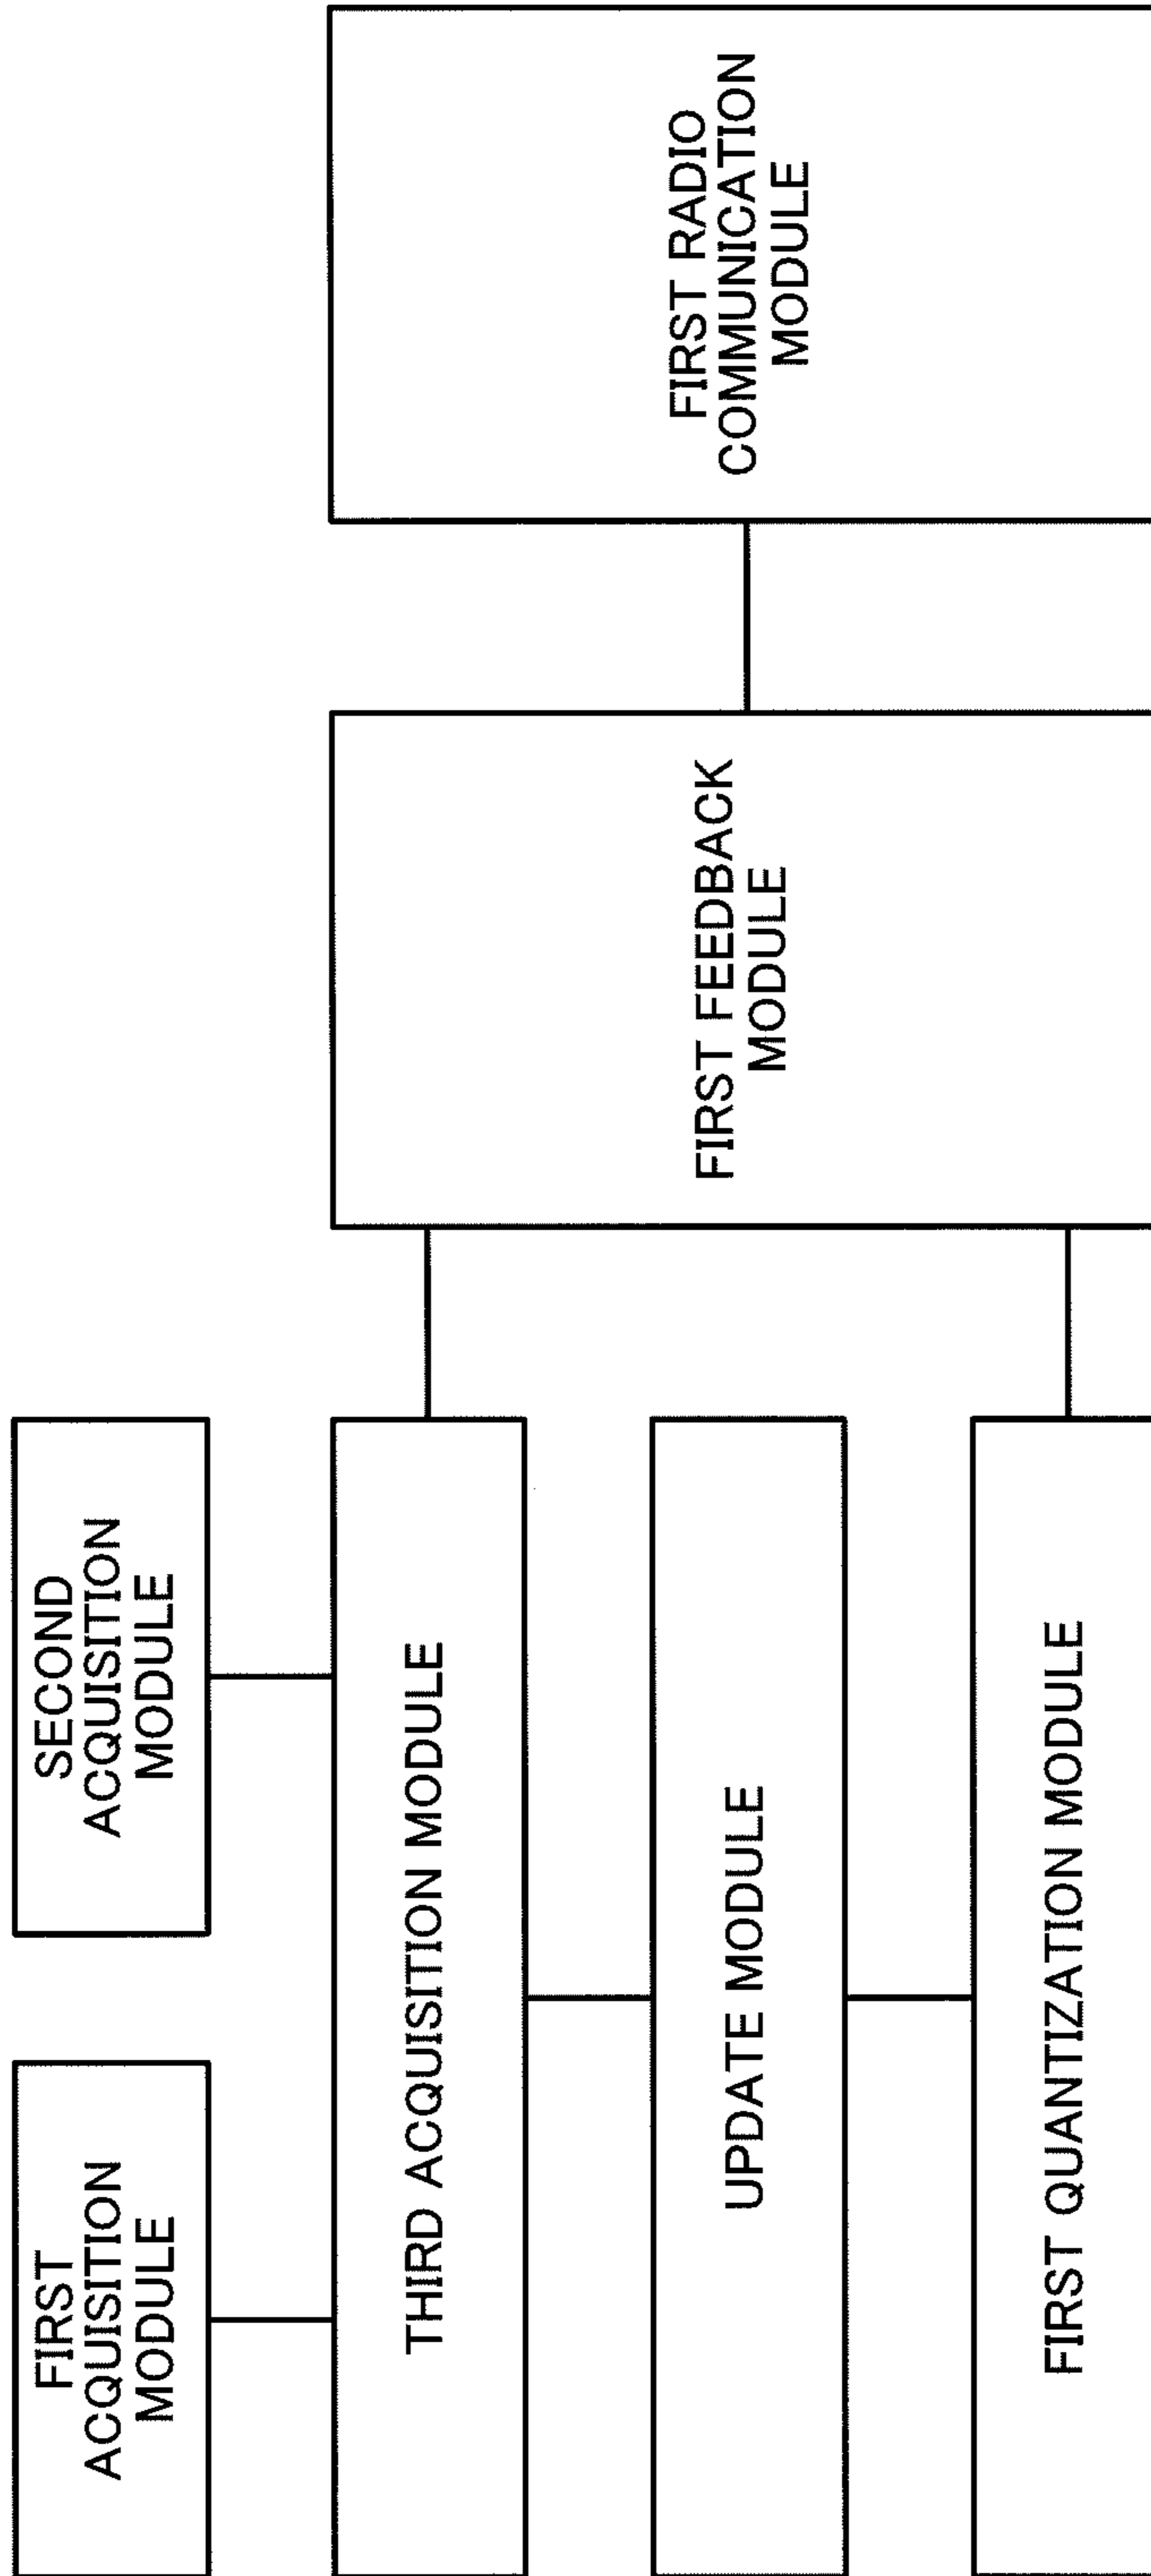 FIRST
ACQUISITION
MODULE
SECOND
ACQUISITION
MODULE
THIRD ACQUISITION MODULE
UPDATE MODULE
FIRST QUANTIZATION MODULE
FIRST FEEDBACK
MODULE
FIRST RADIO
COMMUNICATION
MODULE